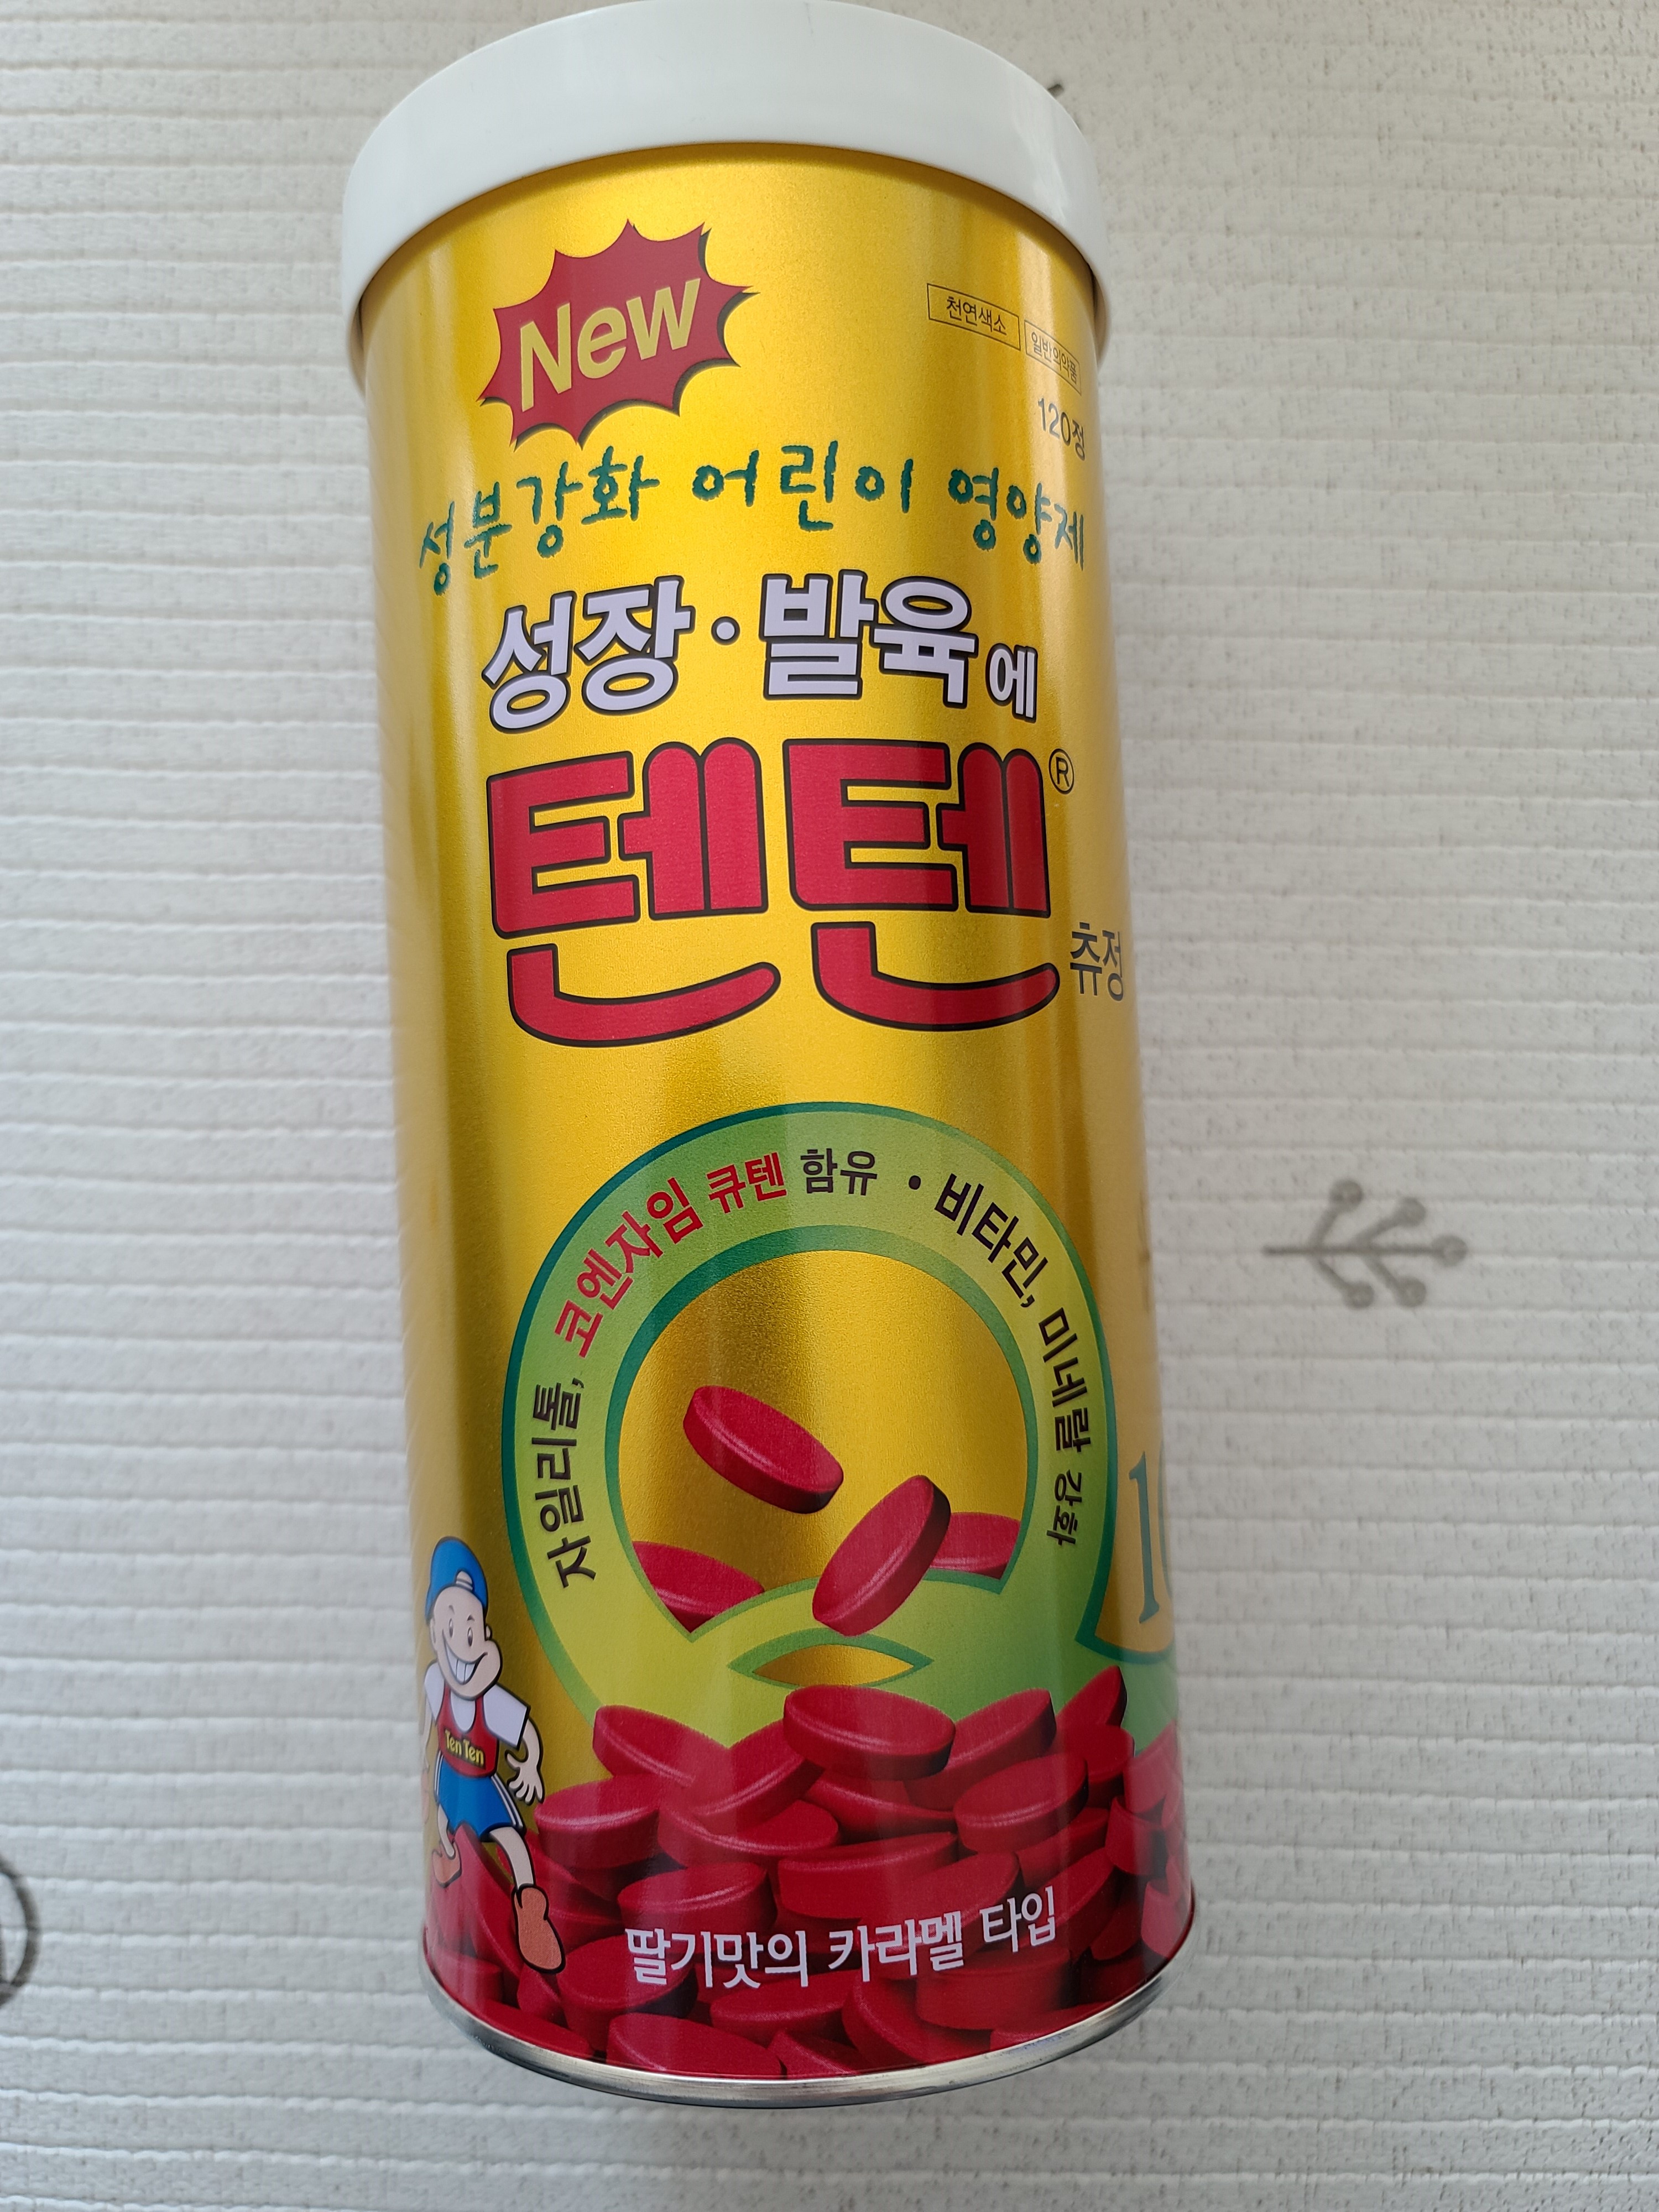 New
천연색소 일반의약품
120정
성분강화 어린이 영양제
성장·발육에
텐텐®
츄정
자일리톨, 코엔자임 큐텐 함유 · 비타민, 미네랄 강화
Ten Ten
딸기맛의 카라멜 타입